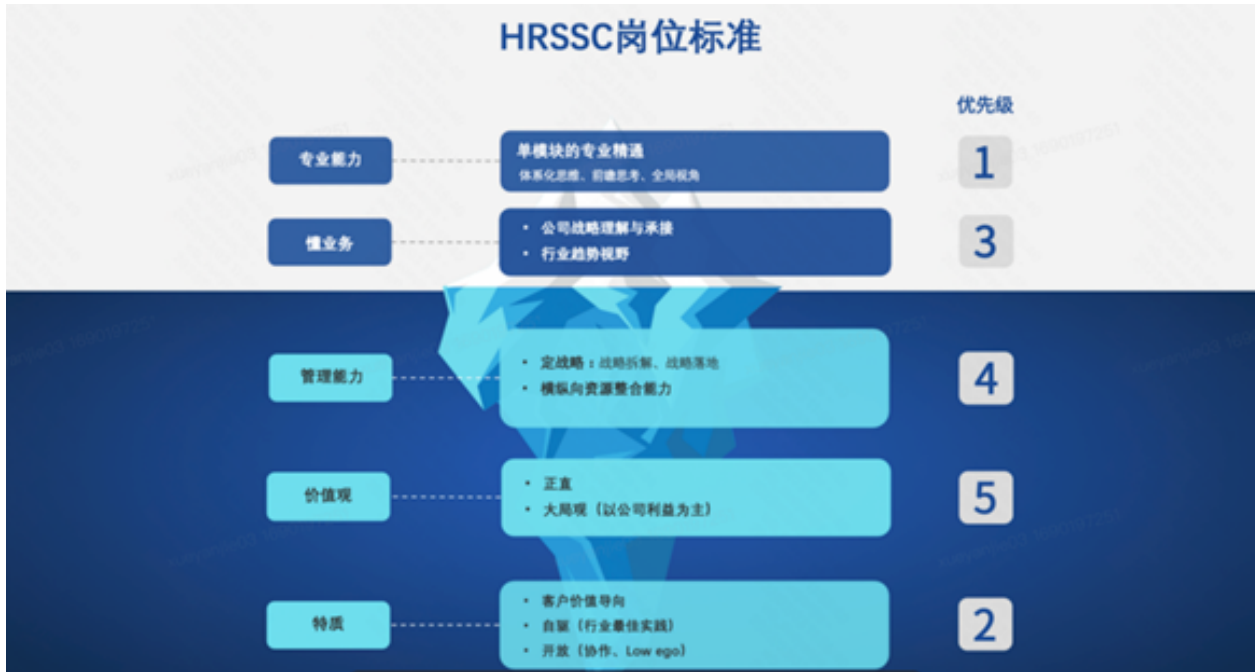 HRSSC岗位标准
优先级
专业能力
单模块的专业精通
体系化思维、前瞻思考、全局视角
1
懂业务
• 公司战略理解与承接
• 行业趋势视野
3
管理能力
• 定战略：战略拆解、战略落地
• 横纵向资源整合能力
4
价值观
• 正直
• 大局观（以公司利益为主）
5
特质
• 客户价值导向
• 自驱（行业最佳实践）
• 开放（协作、Low ego）
2